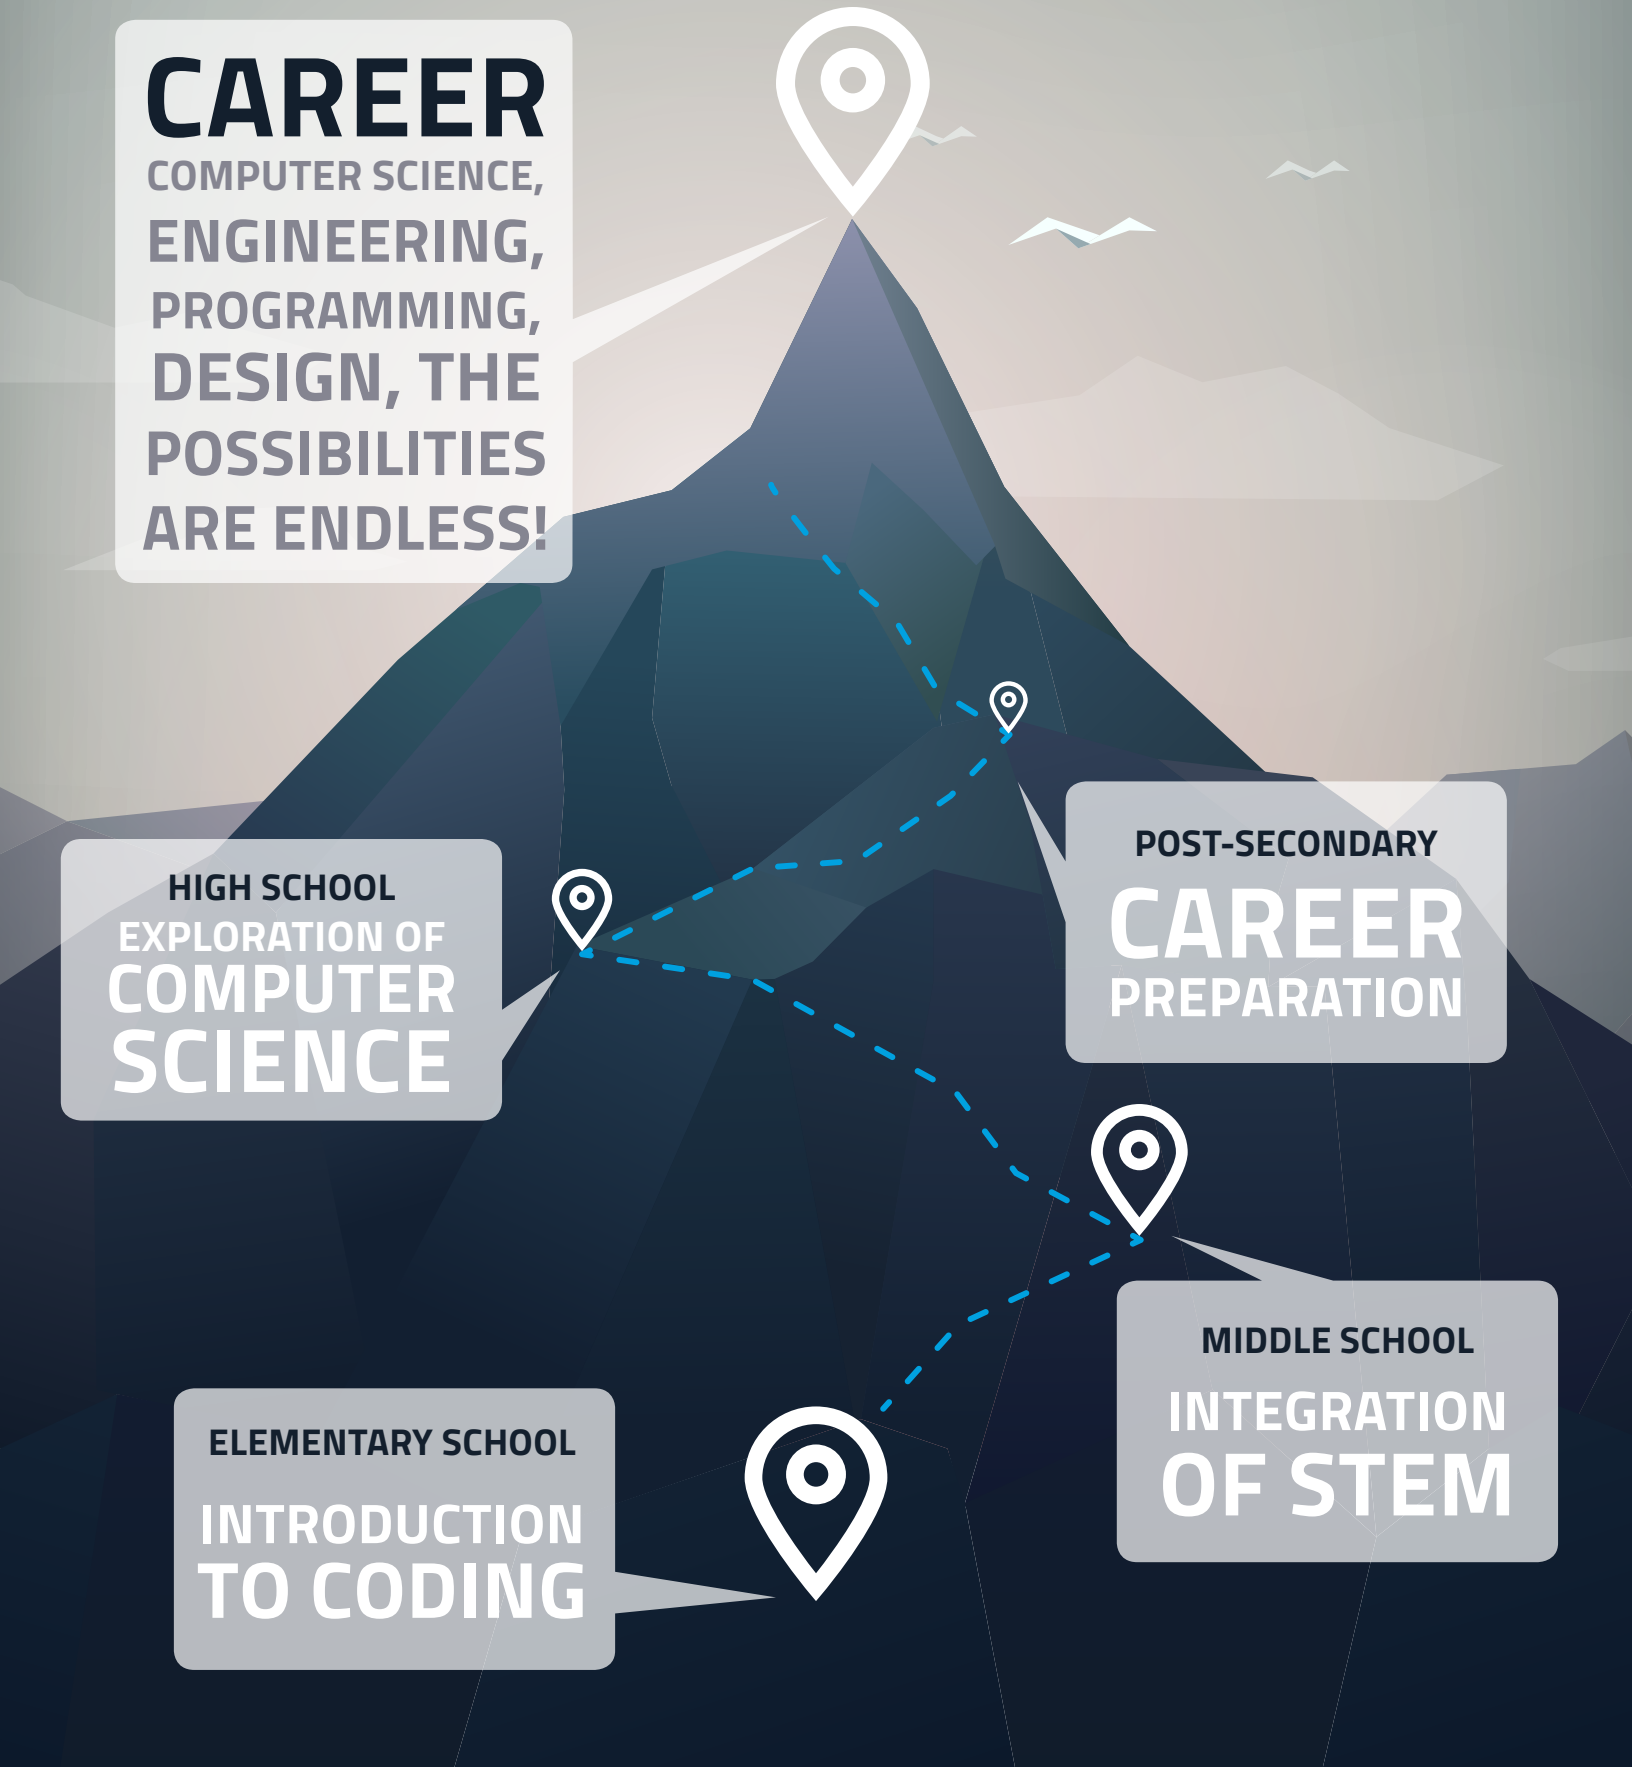 CAREER
COMPUTER SCIENCE,
ENGINEERING,
PROGRAMMING,
DESIGN, THE
POSSIBILITIES
ARE ENDLESS!
POST-SECONDARY
CAREER
PREPARATION
HIGH SCHOOL
EXPLORATION OF
COMPUTER
SCIENCE
MIDDLE SCHOOL
INTEGRATION
OF STEM
ELEMENTARY SCHOOL
INTRODUCTION
TO CODING